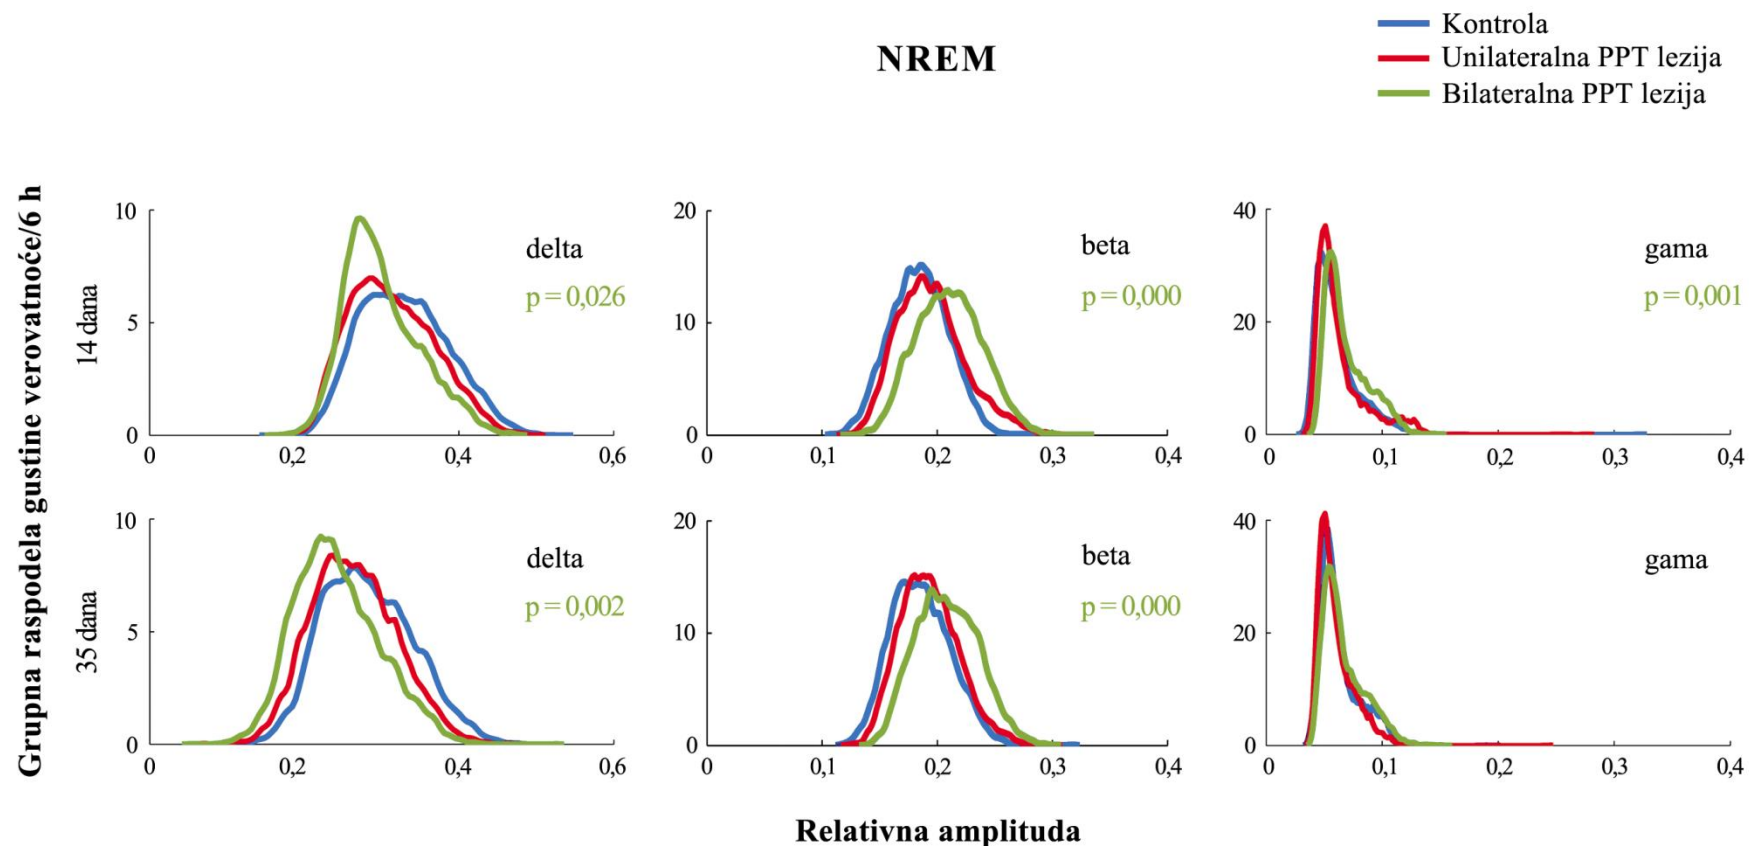 NREM
Kontrola
Unilateralna PPT lezija
Bilateralna PPT lezija
Grupna raspodela gustine verovatnoće/6 h
14 dana
10
5
0
0
0,2
0,4
0,6
delta
p = 0,026
20
10
0
0
0,1
0,2
0,3
0,4
beta
p = 0,000
40
20
0
0
0,1
0,2
0,3
0,4
gama
p = 0,001
35 dana
10
5
0
0
0,2
0,4
0,6
delta
p = 0,002
20
10
0
0
0,1
0,2
0,3
0,4
beta
p = 0,000
40
20
0
0
0,1
0,2
0,3
0,4
gama
Relativna amplituda